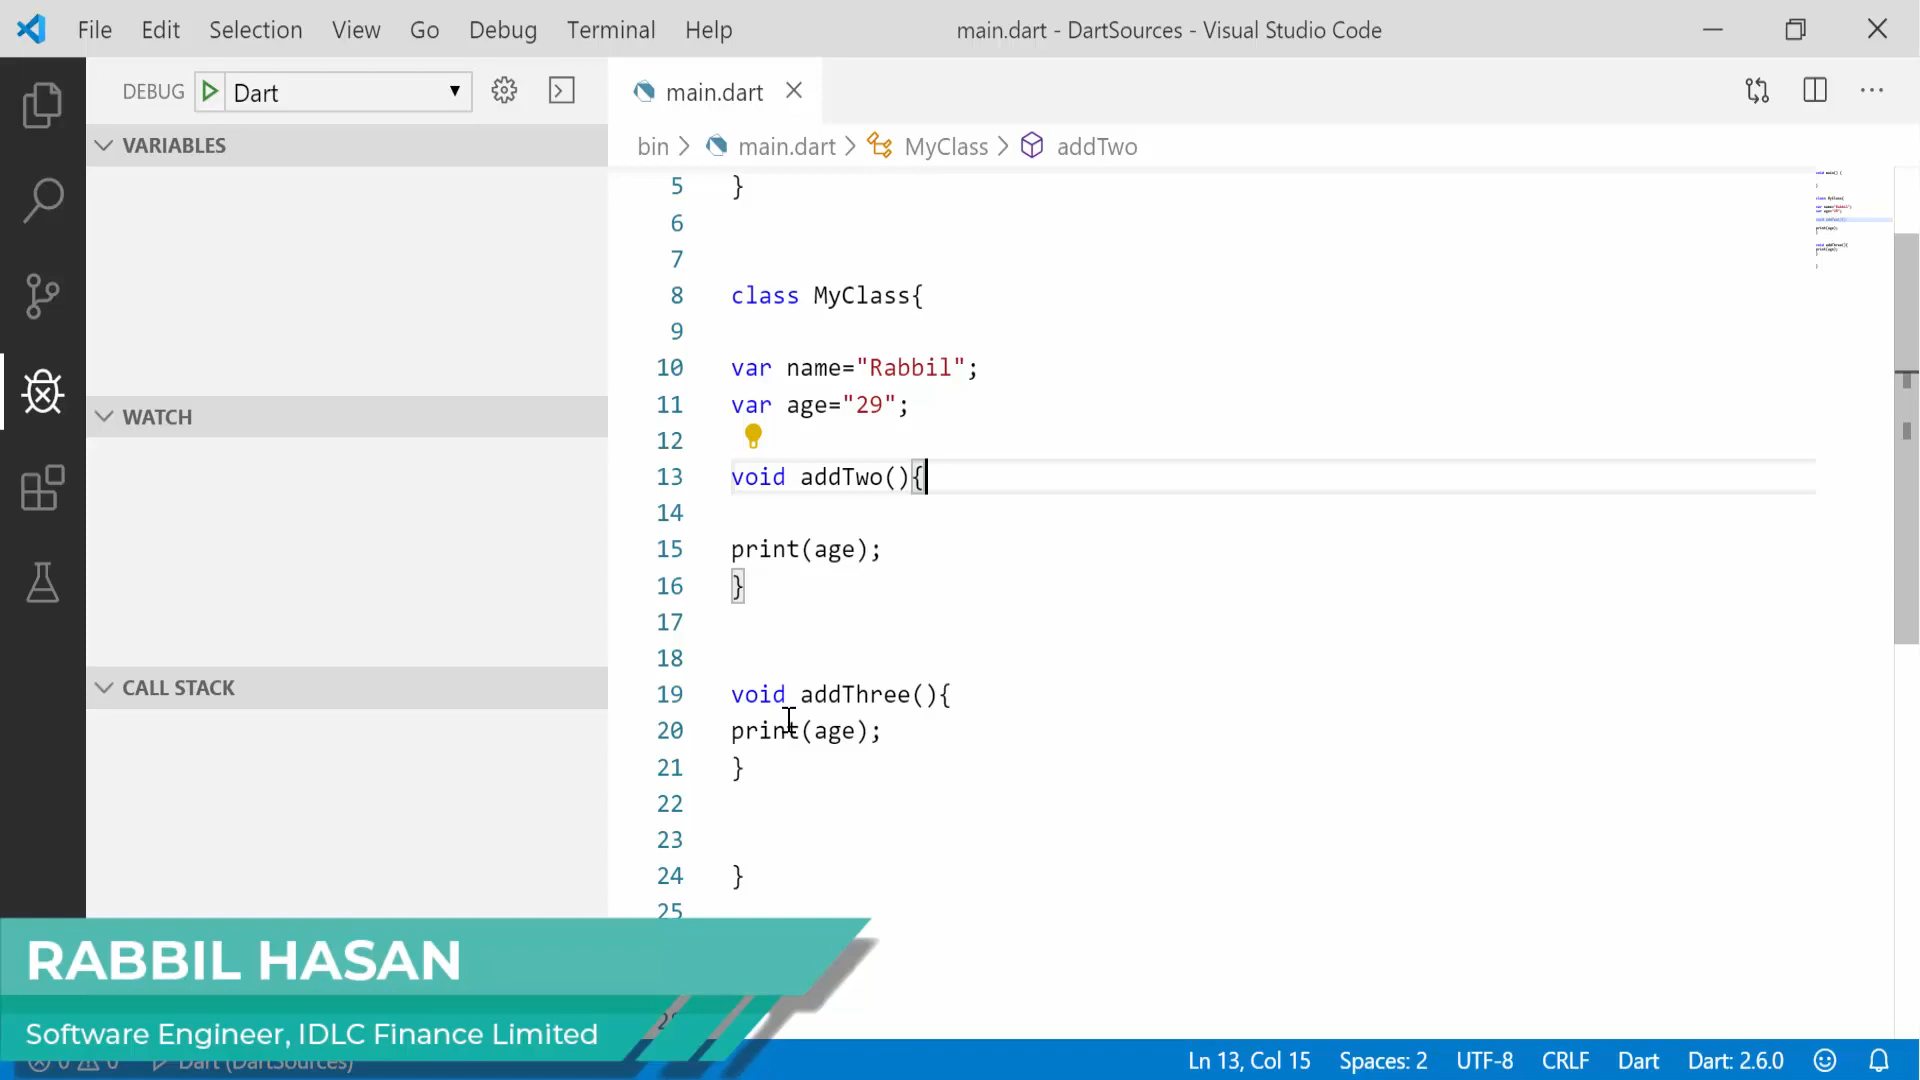 File Edit Selection View Go Debug Terminal Help main.dart - DartSources - Visual Studio Code
DEBUG Dart
main.dart
VARIABLES
bin main.dart MyClass addTwo
5 }
6
7
8 class MyClass{
9
10 var name="Rabbil";
11 var age="29";
12
WATCH
13 void addTwo(){
14
15 print(age);
16 }
17
18
CALL STACK
19 void addThree(){
20 print(age);
21 }
22
23
24 }
25
RABBIL HASAN
Software Engineer, IDLC Finance Limited
Dart (DartSources)
Ln 13, Col 15 Spaces: 2 UTF-8 CRLF Dart Dart: 2.6.0